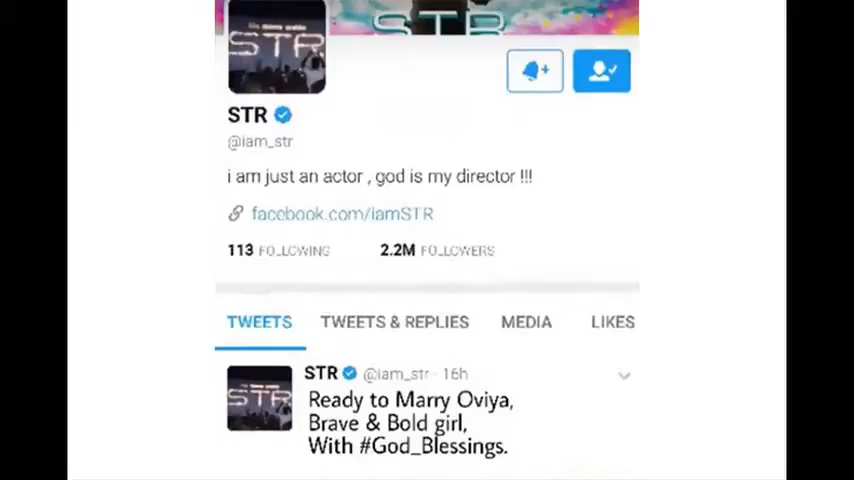 STR
STR
STR
@iam_str
i am just an actor , god is my director !!!
facebook.com/iamSTR
113 FOLLOWING 2.2M FOLLOWERS
TWEETS TWEETS & REPLIES MEDIA LIKES
STR @iam_str · 16h
STR
Ready to Marry Oviya,
Brave & Bold girl,
With #God_Blessings.